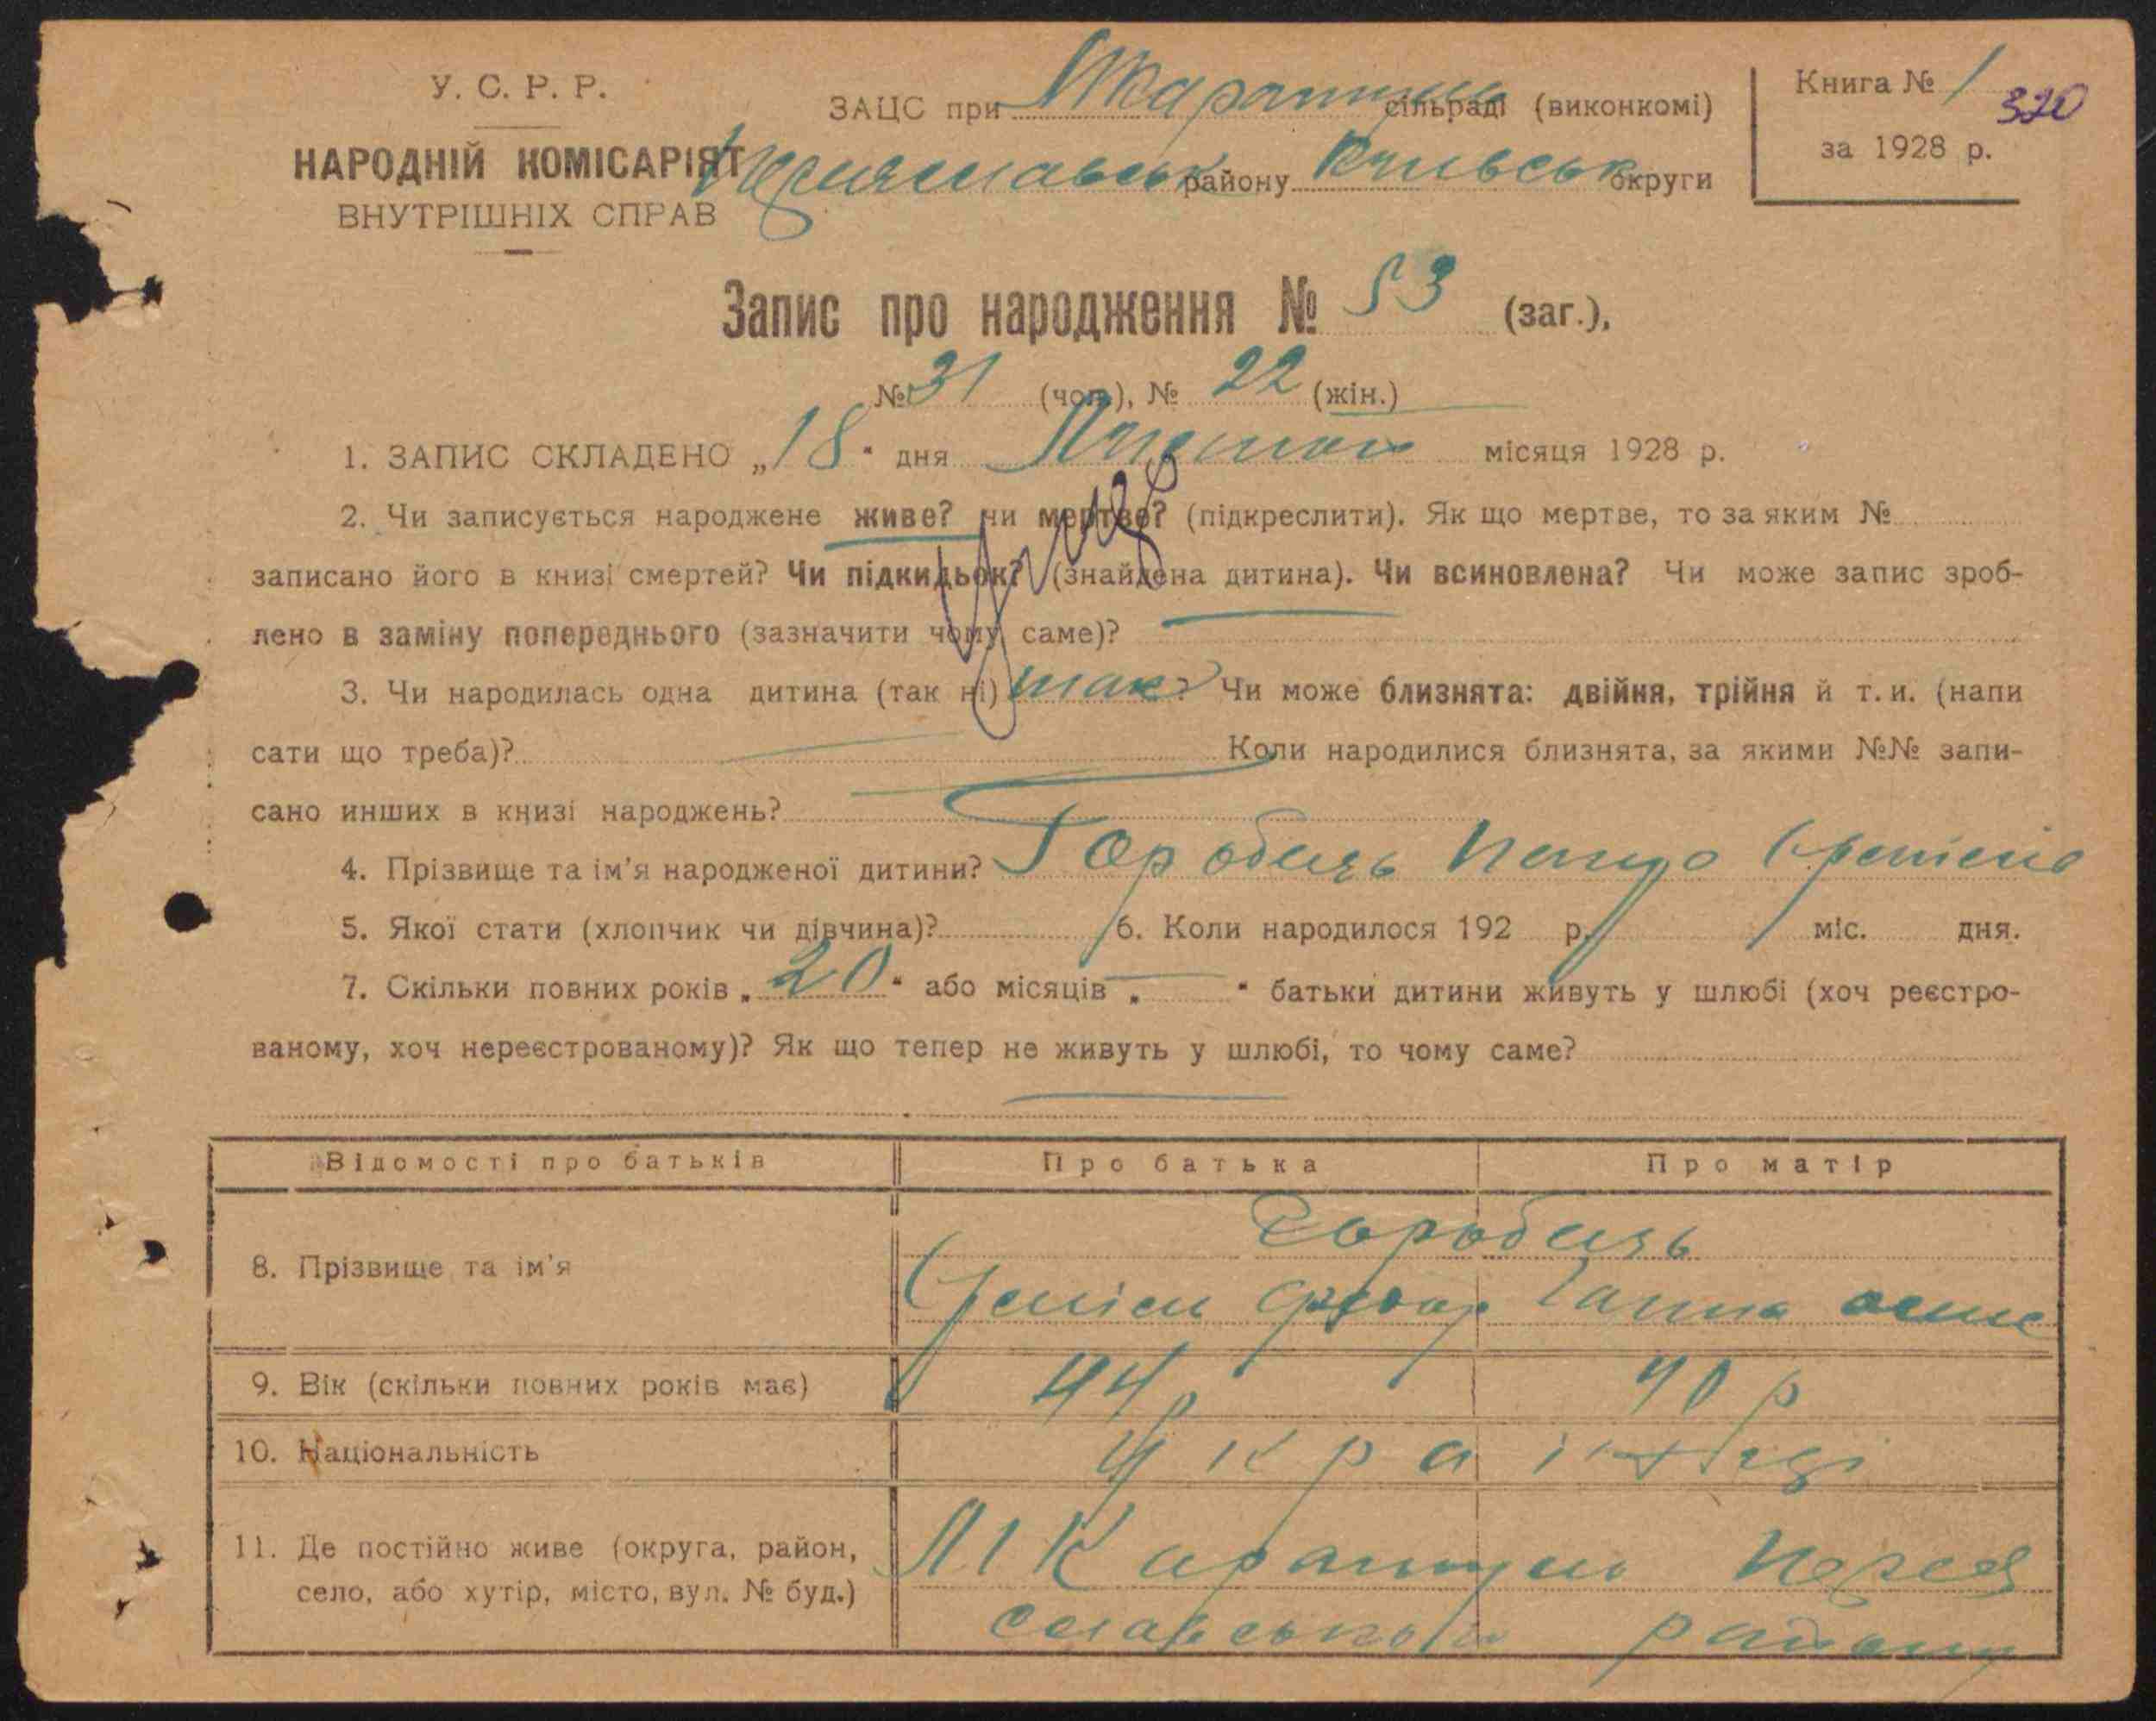 У. С. Р. Р.
НАРОДНІЙ КОМІСАРІЯТ
ВНУТРІШНІХ СПРАВ
ЗАЦС при М Каратуль сільраді (виконкомі)
району Київськ округи
Книга № 1
320
за 1928 р.
Запис про народження № 53 (заг.),
№ 31 (чол.), № 22 (жін.)
1. ЗАПИС СКЛАДЕНО „18" дня місяця 1928 р.
2. Чи записується народжене живе? чи мертве? (підкреслити). Як що мертве, то за яким №
записано його в книзі смертей? Чи підкидьок? (знайдена дитина). Чи всиновлена? Чи може запис зроб-
лено в заміну попереднього (зазначити чому саме)?
3. Чи народилась одна дитина (так ні) так? Чи може близнята: двійня, трійня й т. и. (напи
сати що треба)? Коли народилися близнята, за якими №№ запи-
сано инших в книзі народжень?
4. Прізвище та ім'я народженої дитини? Горобець
5. Якої стати (хлопчик чи дівчина)? 6. Коли народилося 192 р. міс. дня.
7. Скільки повних років „20" або місяців „ " батьки дитини живуть у шлюбі (хоч реєстро-
ваному, хоч нереєстрованому)? Як що тепер не живуть у шлюбі, то чому саме?
Відомості про батьків Про батька Про матір
8. Прізвище та ім'я Горобець
Ганна
9. Вік (скільки повних років має) 44 р 40 р
10. Національність українці
11. Де постійно живе (округа, район,
село, або хутір, місто, вул. № буд.)
М Каратуль Перея
славського району